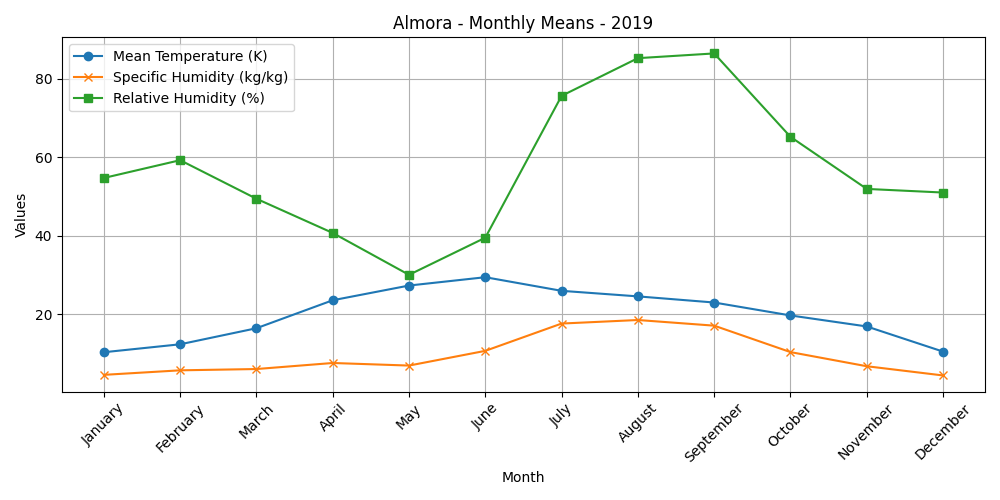 Almora - Monthly Means - 2019
Mean Temperature (K)
Specific Humidity (kg/kg)
Relative Humidity (%)
Values
80
60
40
20
January
February
March
April
May
June
July
August
September
October
November
December
Month